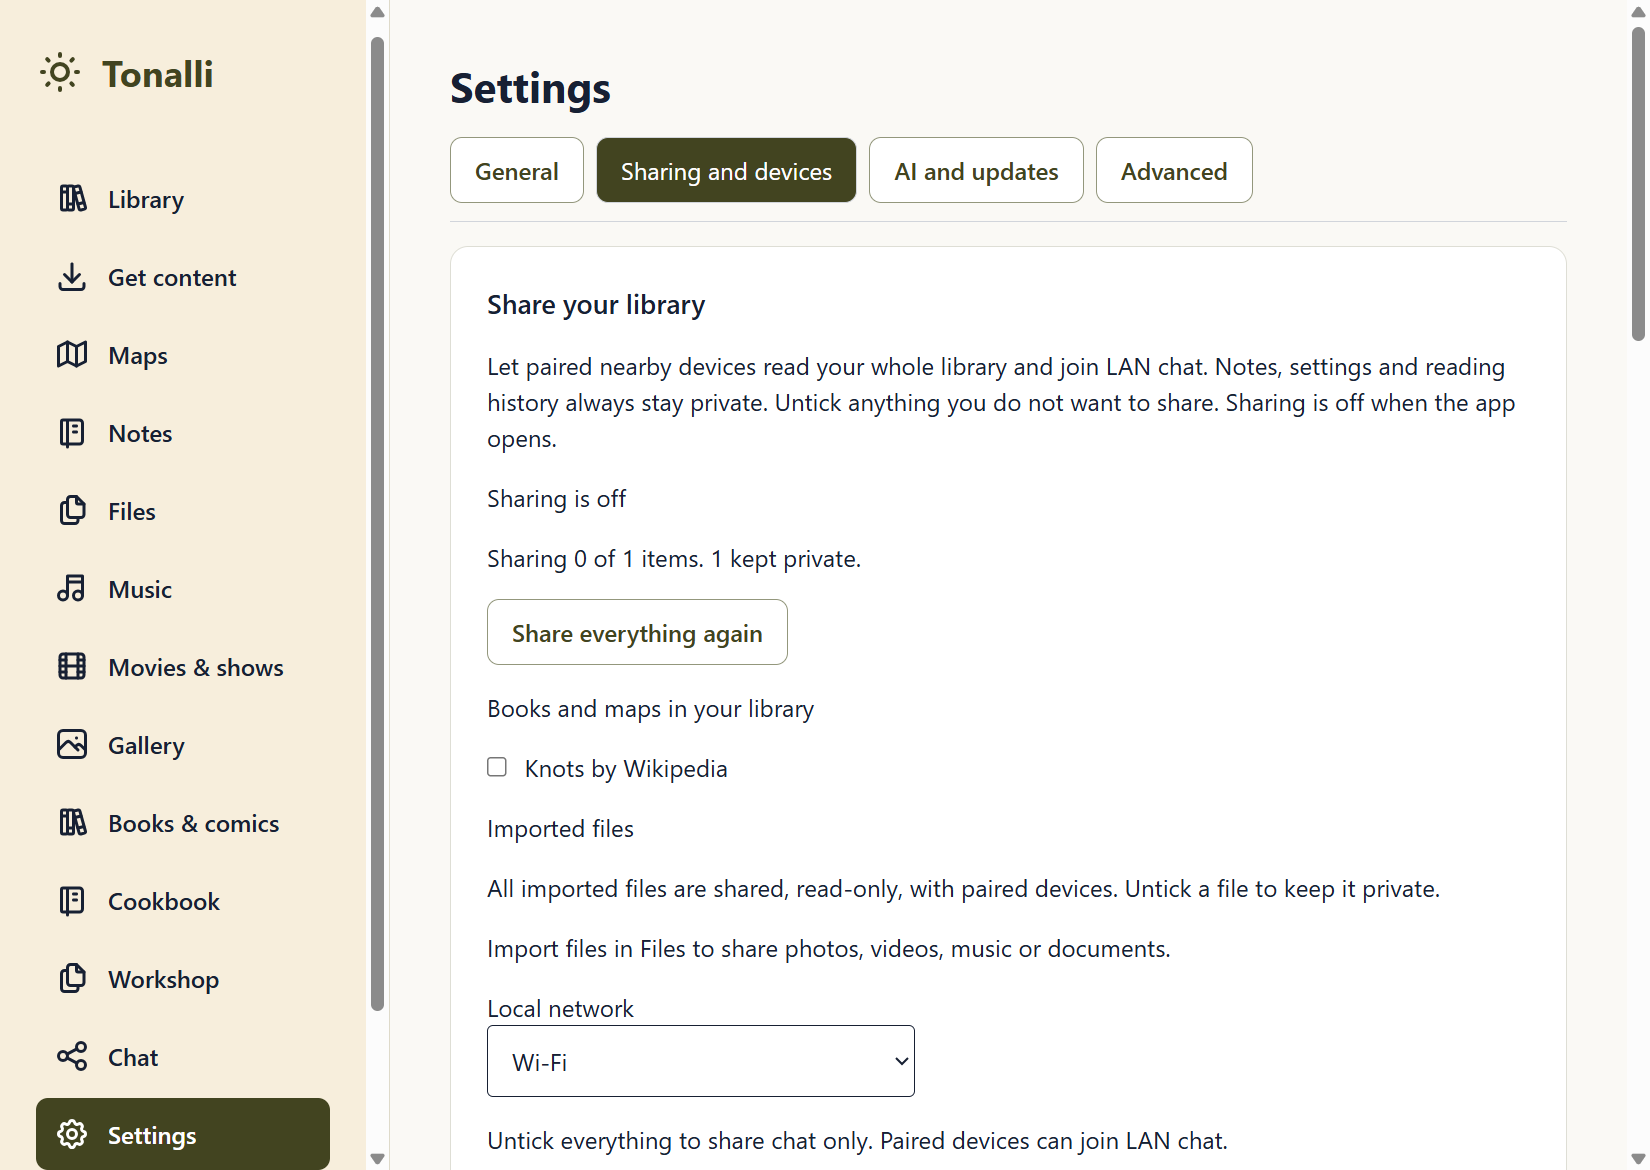 Tonalli
Library
Get content
Maps
Notes
Files
Music
Movies & shows
Gallery
Books & comics
Cookbook
Workshop
Chat
Settings
Settings
General
Sharing and devices
AI and updates
Advanced
Share your library
Let paired nearby devices read your whole library and join LAN chat. Notes, settings and reading
history always stay private. Untick anything you do not want to share. Sharing is off when the app
opens.
Sharing is off
Sharing 0 of 1 items. 1 kept private.
Share everything again
Books and maps in your library
Knots by Wikipedia
Imported files
All imported files are shared, read-only, with paired devices. Untick a file to keep it private.
Import files in Files to share photos, videos, music or documents.
Local network
Wi-Fi
Untick everything to share chat only. Paired devices can join LAN chat.